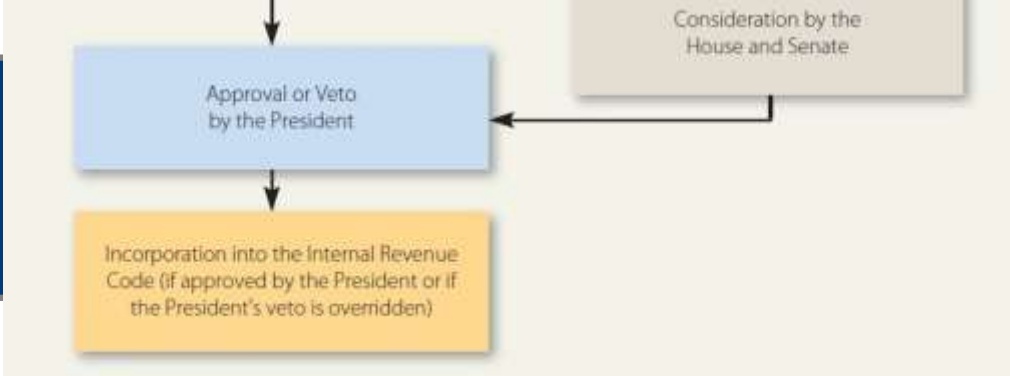 Consideration by the
House and Senate
Approval or Veto
by the President
Incorporation into the Internal Revenue
Code (if approved by the President or if
the President's veto is overridden)